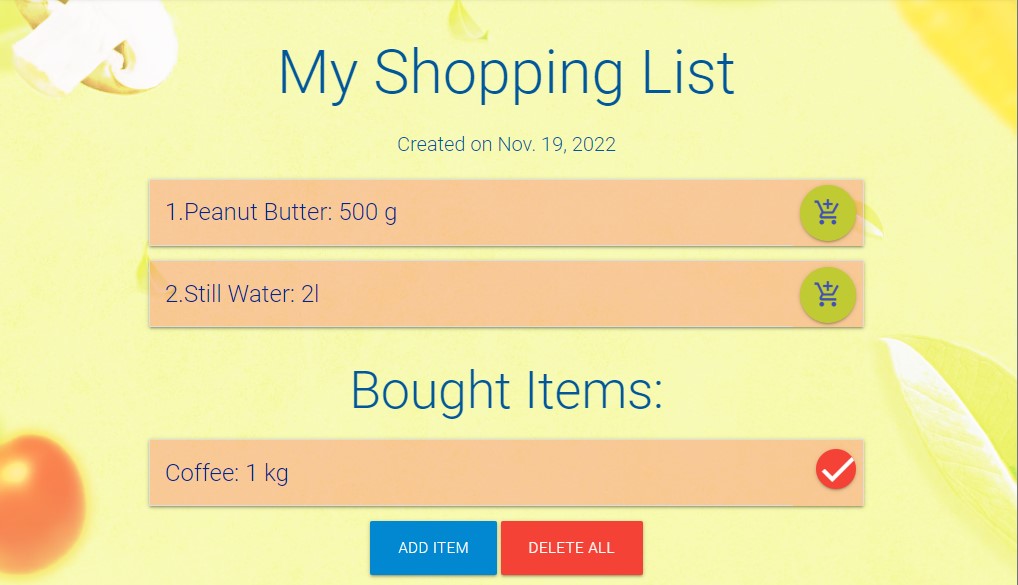 My Shopping List
Created on Nov. 19, 2022
1.Peanut Butter: 500 g
2.Still Water: 2l
Bought Items:
Coffee: 1 kg
ADD ITEM
DELETE ALL